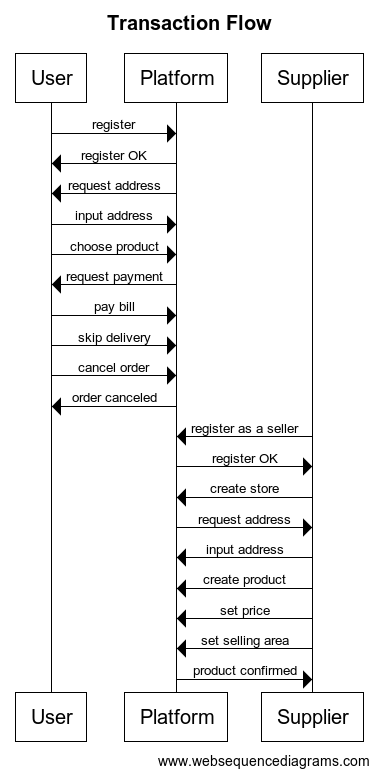 Transaction Flow
User
Platform
Supplier
register
register OK
request address
input address
choose product
request payment
pay bill
skip delivery
cancel order
order canceled
register as a seller
register OK
create store
request address
input address
create product
set price
set selling area
product confirmed
User
Platform
Supplier
www.websequencediagrams.com